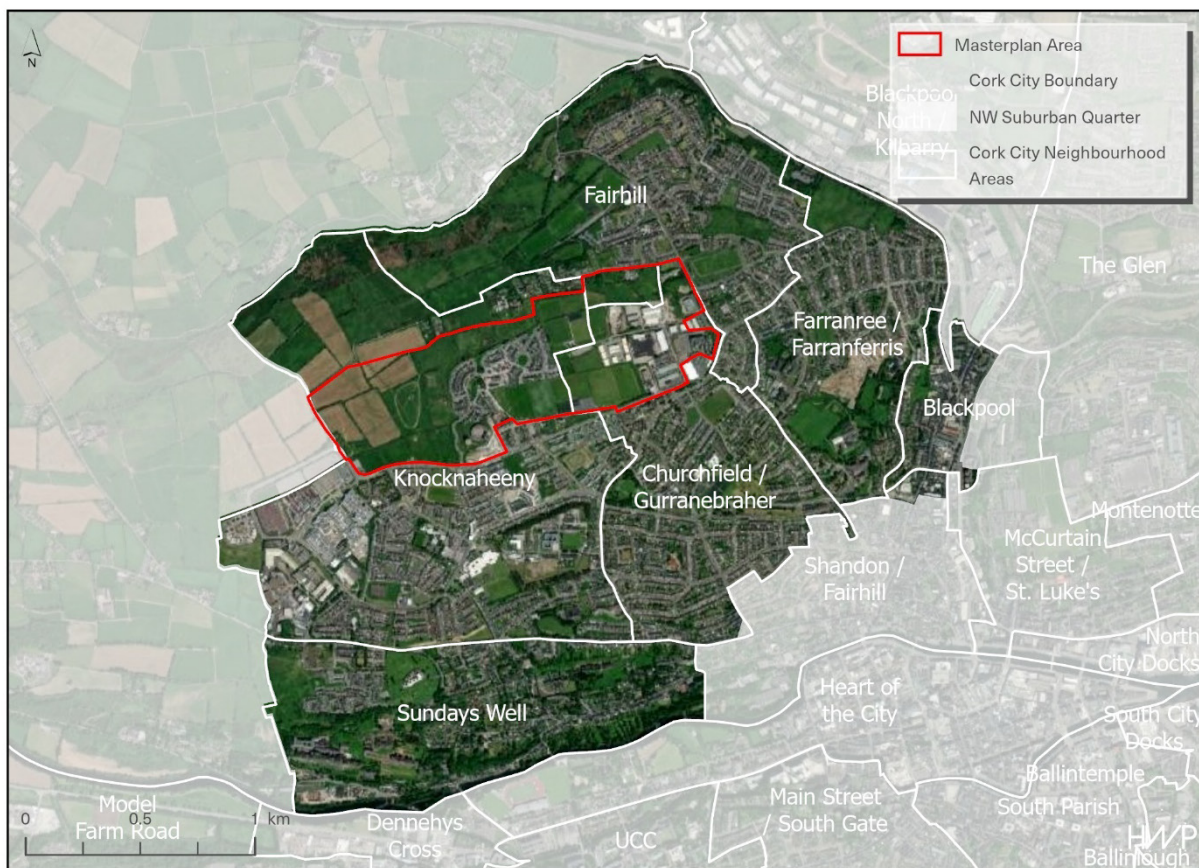 N
Masterplan Area
Cork City Boundary
NW Suburban Quarter
Cork City Neighbourhood
Areas
Blackpool
North /
Kilbarry
Fairhill
The Glen
Farranree /
Farranferris
Blackpool
Knocknaheeny
Churchfield /
Gurranebraher
Montenotte
McCurtain
Street /
St. Luke's
Shandon /
Fairhill
North
City Docks
Heart of
the City
Sundays Well
South City
Docks
Ballintemple
South Parish
Main Street
/ South Gate
Model
Farm Road
Dennehys
Cross
UCC
Ballinlough
0 0.5 1 km
HWP